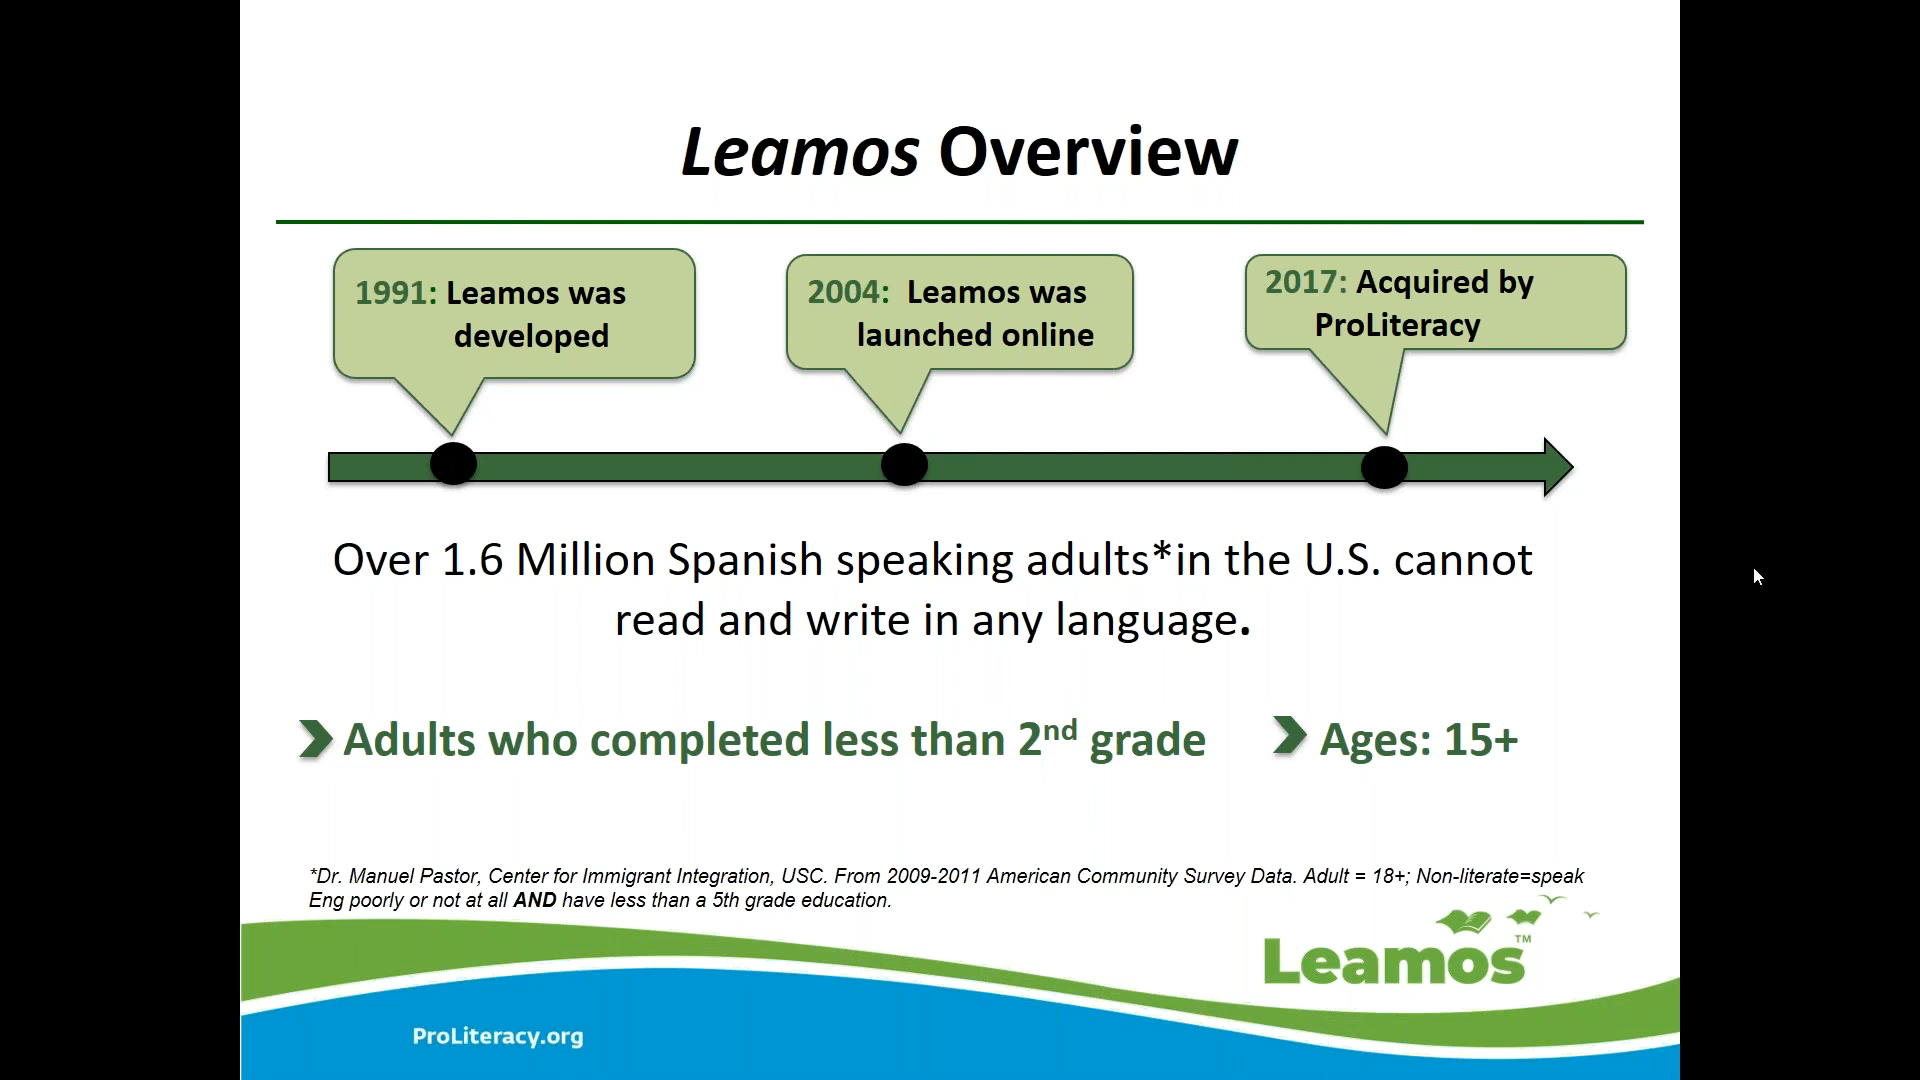 Leamos Overview
1991: Leamos was
developed
2004: Leamos was
launched online
2017: Acquired by
ProLiteracy
Over 1.6 Million Spanish speaking adults*in the U.S. cannot
read and write in any language.
Adults who completed less than 2nd grade
Ages: 15+
*Dr. Manuel Pastor, Center for Immigrant Integration, USC. From 2009-2011 American Community Survey Data. Adult = 18+; Non-literate=speak
Eng poorly or not at all AND have less than a 5th grade education.
Leamos™
ProLiteracy.org